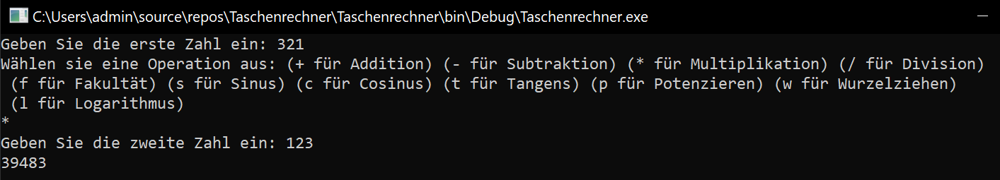 C:\Users\admin\source\repos\Taschenrechner\Taschenrechner\bin\Debug\Taschenrechner.exe
Geben Sie die erste Zahl ein: 321
Wählen sie eine Operation aus: (+ für Addition) (- für Subtraktion) (* für Multiplikation) (/ für Division)
(f für Fakultät) (s für Sinus) (c für Cosinus) (t für Tangens) (p für Potenzieren) (w für Wurzelziehen)
(l für Logarithmus)
*
Geben Sie die zweite Zahl ein: 123
39483